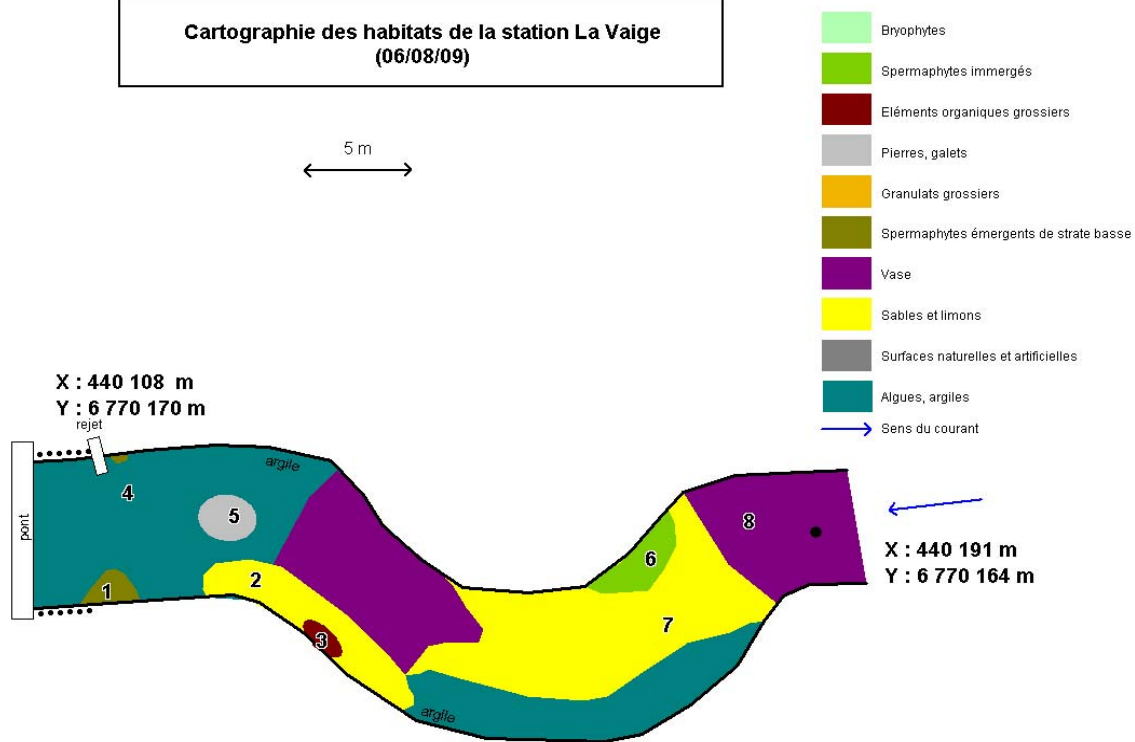 Cartographie des habitats de la station La Vaige
(06/08/09)
5 m
Bryophytes
Spermaphytes immergés
Eléments organiques grossiers
Pierres, galets
Granulats grossiers
Spermaphytes émergents de strate basse
Vase
Sables et limons
Surfaces naturelles et artificielles
Algues, argiles
Sens du courant
X : 440 108 m
Y : 6 770 170 m
rejet
argile
pont
4
5
1
2
3
6
7
8
argile
X : 440 191 m
Y : 6 770 164 m